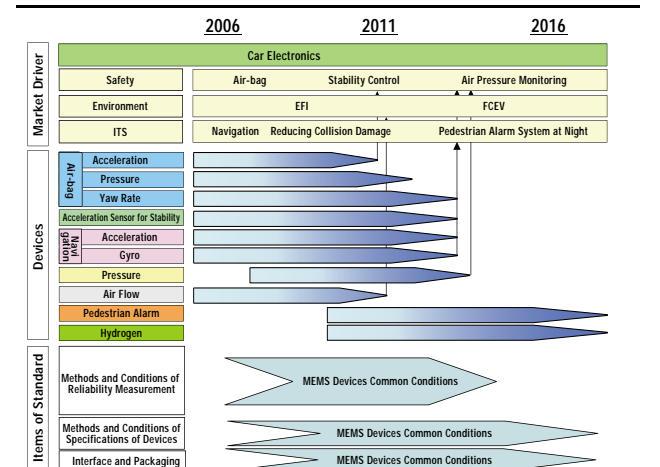 2006 2011 2016
Market Driver
Car Electronics
Safety Air-bag Stability Control Air Pressure Monitoring
Environment EFI FCEV
ITS Navigation Reducing Collision Damage Pedestrian Alarm System at Night
Devices
Air-bag
Acceleration
Pressure
Yaw Rate
Acceleration Sensor for Stability
Navi
gation
Acceleration
Gyro
Pressure
Air Flow
Pedestrian Alarm
Hydrogen
Items of Standard
Methods and Conditions of
Reliability Measurement
MEMS Devices Common Conditions
Methods and Conditions of
Specifications of Devices
MEMS Devices Common Conditions
Interface and Packaging
MEMS Devices Common Conditions